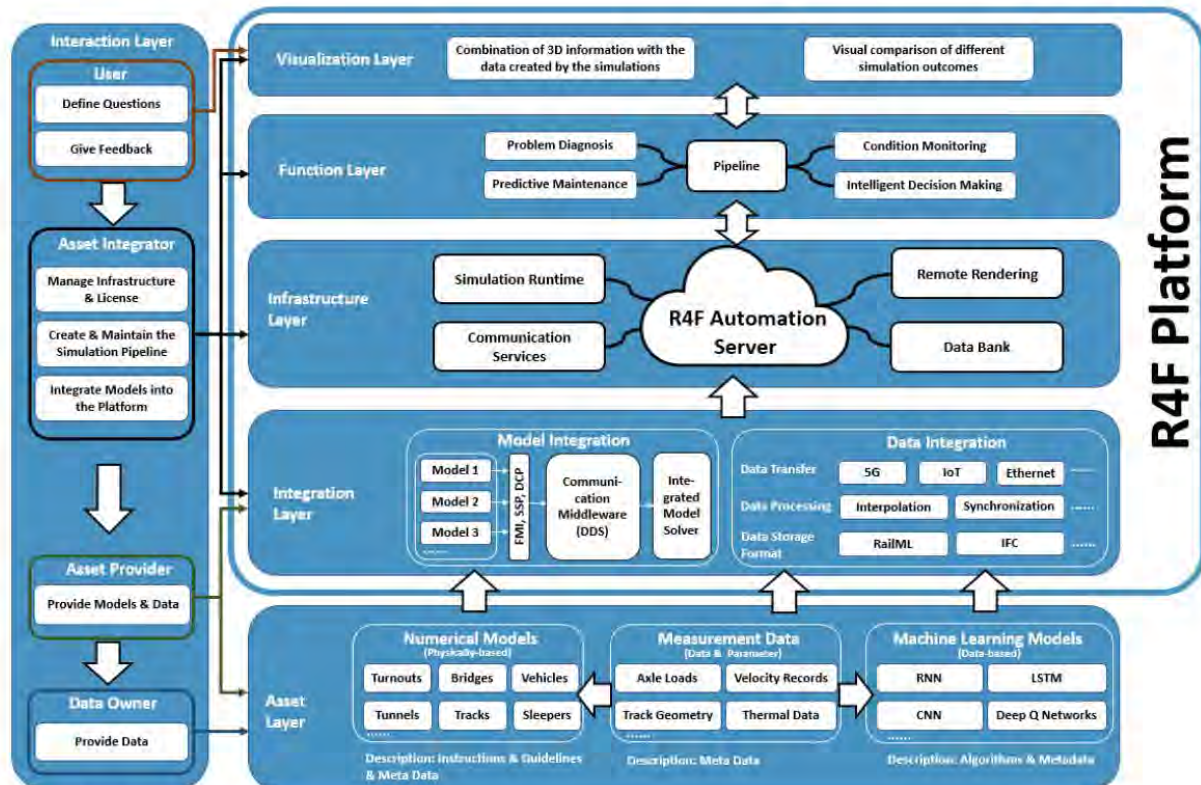 Interaction Layer
User
Define Questions
Give Feedback
Asset Integrator
Manage Infrastructure
& License
Create & Maintain the
Simulation Pipeline
Integrate Models into
the Platform
Asset Provider
Provide Models & Data
Data Owner
Provide Data
R4F Platform
Visualization Layer
Combination of 3D information with the
data created by the simulations
Visual comparison of different
simulation outcomes
Function Layer
Problem Diagnosis
Predictive Maintenance
Pipeline
Condition Monitoring
Intelligent Decision Making
Infrastructure
Layer
Simulation Runtime
Communication
Services
R4F Automation
Server
Remote Rendering
Data Bank
Integration
Layer
Model Integration
Model 1
Model 2
Model 3
......
FMI, SSP, DCP
Communi-
cation
Middleware
(DDS)
Inte-
grated
Model
Solver
Data Integration
Data Transfer
5G
IoT
Ethernet
......
Data Processing
Interpolation
Synchronization
......
Data Storage
Format
RailML
IFC
......
Asset
Layer
Numerical Models
(Physically-based)
Turnouts
Bridges
Vehicles
Tunnels
Tracks
Sleepers
......
Description: Instructions & Guidelines
& Meta Data
Measurement Data
(Data & Parameter)
Axle Loads
Velocity Records
Track Geometry
Thermal Data
......
Description: Meta Data
Machine Learning Models
(Data-based)
RNN
LSTM
CNN
Deep Q Networks
......
Description: Algorithms & Metadata